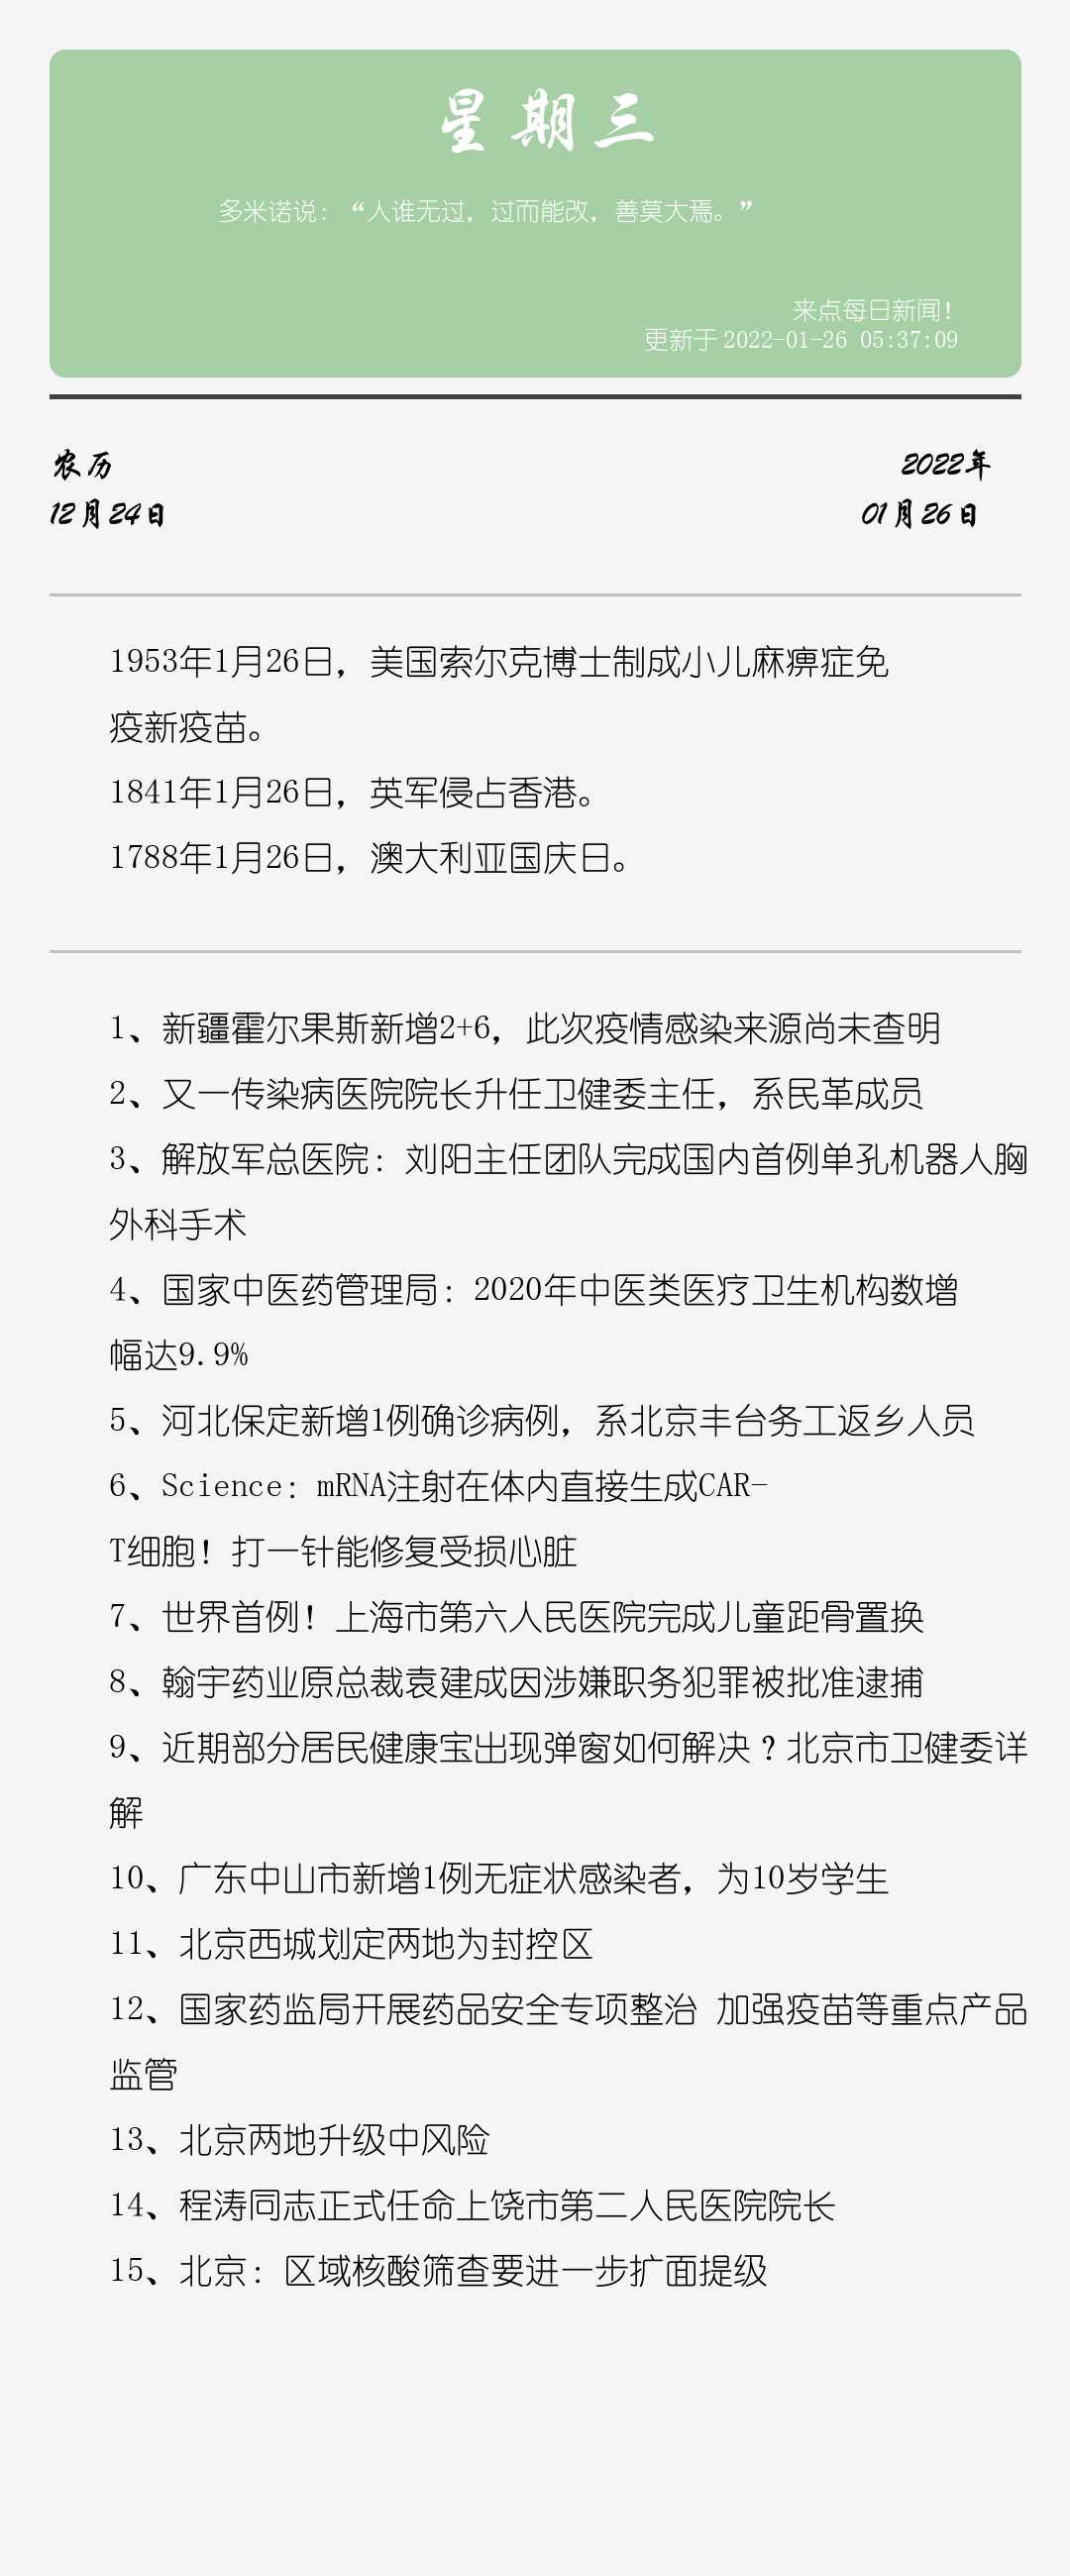 星期三
多米诺说：“人谁无过，过而能改，善莫大焉。”
来点每日新闻！
更新于 2022-01-26 05:37:09
农历
2022年
12月24日
01月26日
1953年1月26日，美国索尔克博士制成小儿麻痹症免
疫新疫苗。
1841年1月26日，英军侵占香港。
1788年1月26日，澳大利亚国庆日。
1、新疆霍尔果斯新增2+6，此次疫情感染来源尚未查明
2、又一传染病医院院长升任卫健委主任，系民革成员
3、解放军总医院：刘阳主任团队完成国内首例单孔机器人胸
外科手术
4、国家中医药管理局：2020年中医类医疗卫生机构数增
幅达9.9%
5、河北保定新增1例确诊病例，系北京丰台务工返乡人员
6、Science：mRNA注射在体内直接生成CAR-
T细胞！打一针能修复受损心脏
7、世界首例！上海市第六人民医院完成儿童距骨置换
8、翰宇药业原总裁袁建成因涉嫌职务犯罪被批准逮捕
9、近期部分居民健康宝出现弹窗如何解决？北京市卫健委详
解
10、广东中山市新增1例无症状感染者，为10岁学生
11、北京西城划定两地为封控区
12、国家药监局开展药品安全专项整治 加强疫苗等重点产品
监管
13、北京两地升级中风险
14、程涛同志正式任命上饶市第二人民医院院长
15、北京：区域核酸筛查要进一步扩面提级